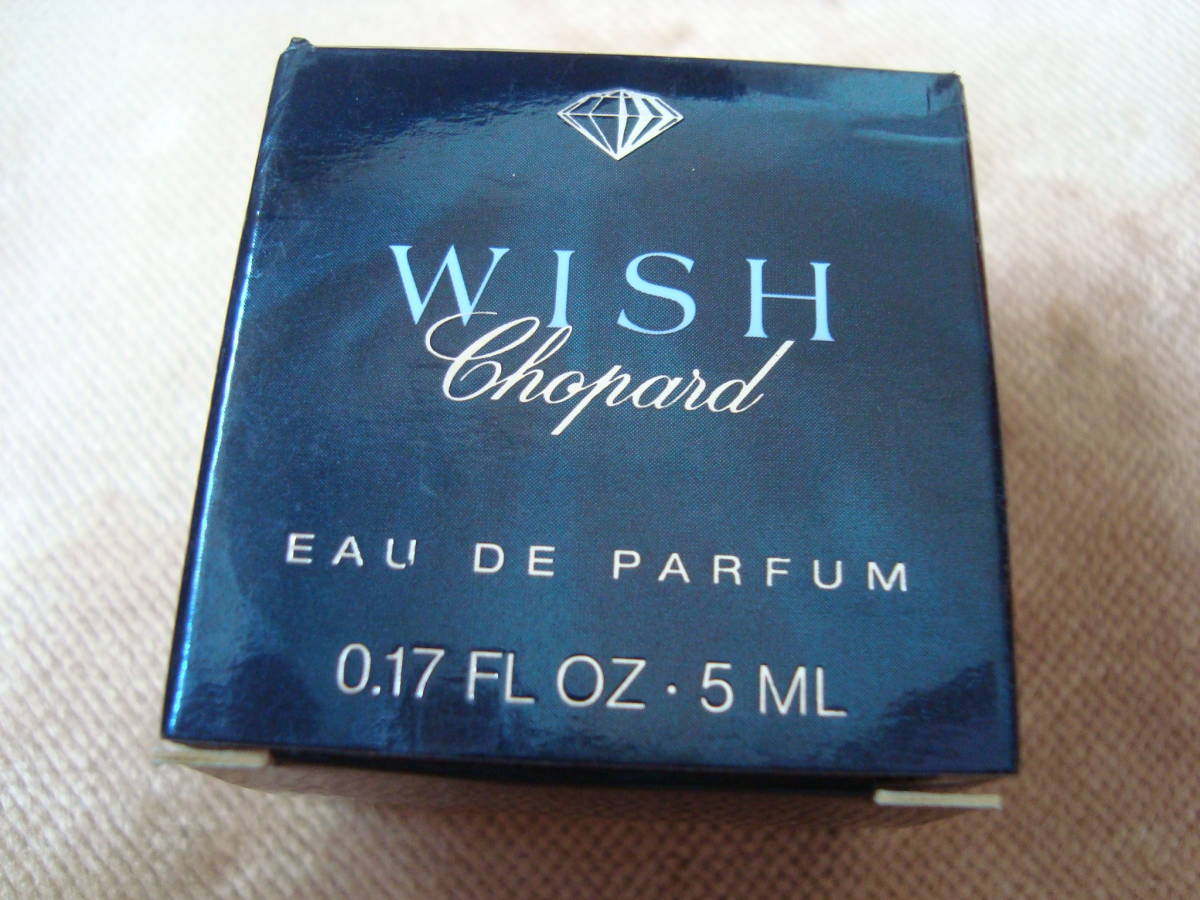 WISH
Chopard
EAU DE PARFUM
0.17 FL OZ · 5 ML